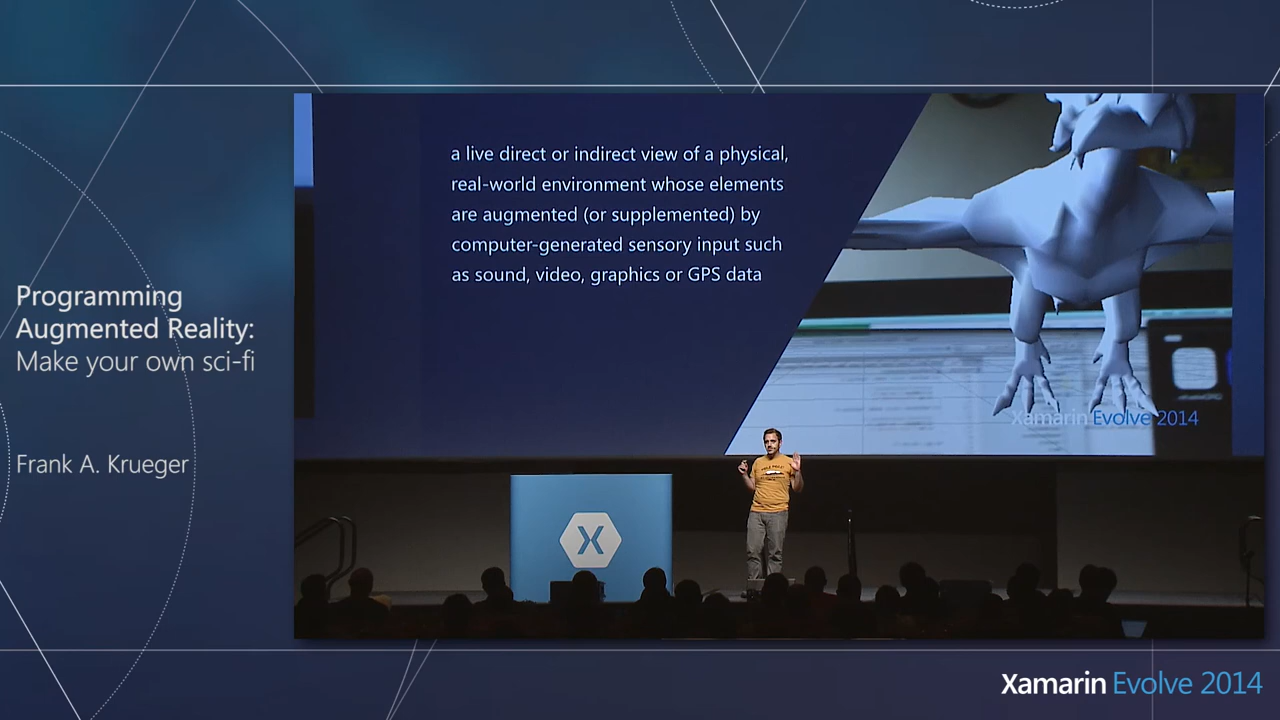 a live direct or indirect view of a physical,
real-world environment whose elements
are augmented (or supplemented) by
computer-generated sensory input such
as sound, video, graphics or GPS data
Xamarin Evolve 2014
Programming
Augmented Reality:
Make your own sci-fi
Frank A. Krueger
X
Xamarin Evolve 2014